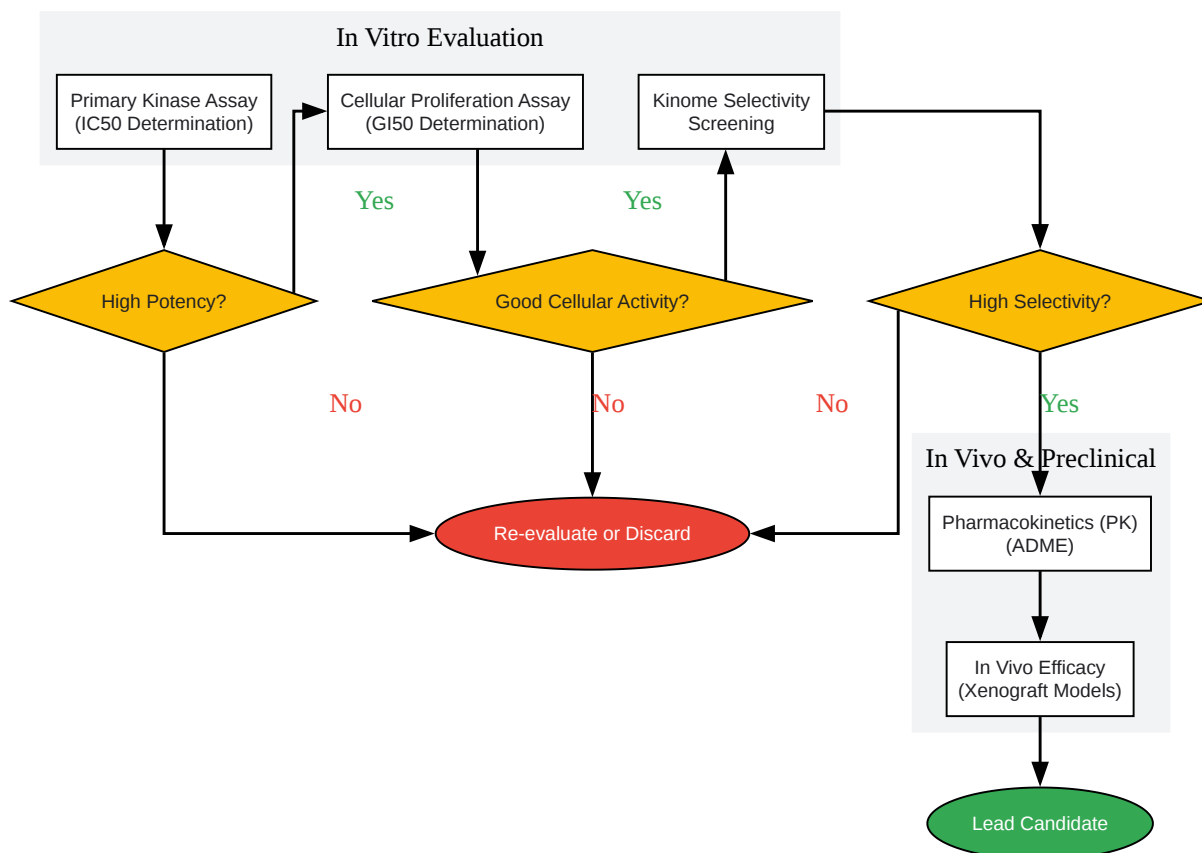 In Vitro Evaluation
Primary Kinase Assay
(IC50 Determination)
Cellular Proliferation Assay
(GI50 Determination)
Kinome Selectivity
Screening
Yes
Yes
High Potency?
Good Cellular Activity?
High Selectivity?
No
No
No
Yes
In Vivo & Preclinical
Pharmacokinetics (PK)
(ADME)
Re-evaluate or Discard
In Vivo Efficacy
(Xenograft Models)
Lead Candidate